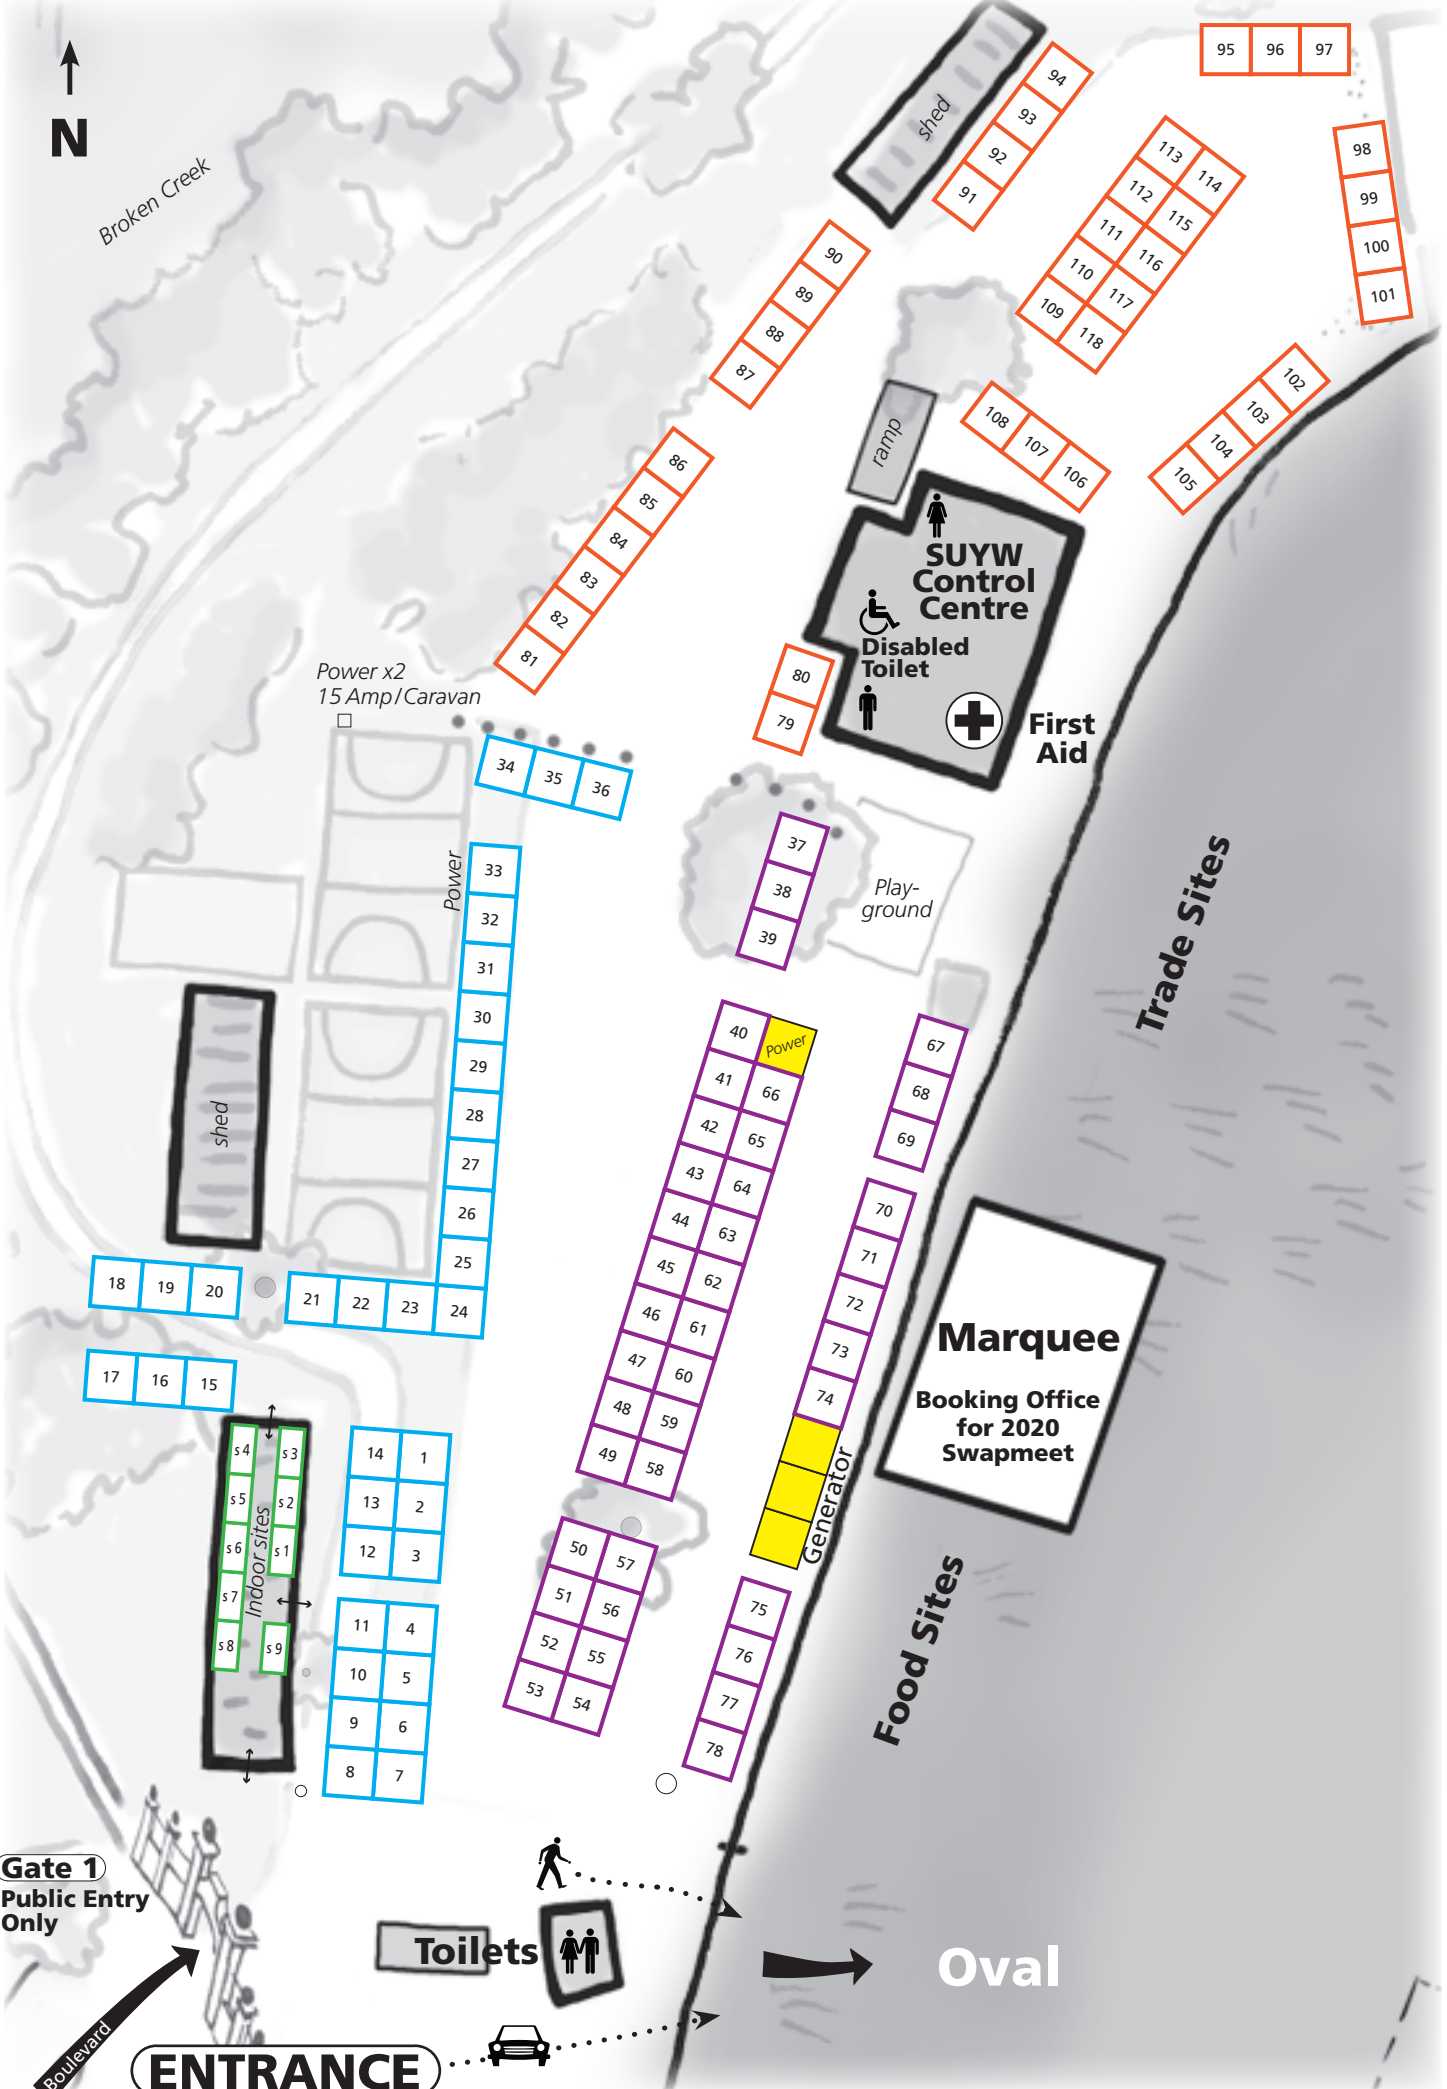 95 96 97
N
94
93
92
91
shed
98
99
100
101
113
112
111
110
109
114
115
116
117
118
Broken Creek
90
89
88
87
102
103
104
105
108
107
106
ramp
86
85
84
83
82
81
SUYW
Control
Centre
Disabled
Toilet
80
79
First
Aid
Power x2
15 Amp/Caravan
34 35 36
37
38
39
Play-
ground
Power
33
32
31
30
29
28
27
26
25
Trade Sites
40
41
42
43
44
45
46
47
48
49
Power
66
65
64
63
62
61
60
59
58
67
68
69
70
71
72
73
74
shed
18 19 20
21 22 23 24
17 16 15
Marquee
Booking Office
for 2020
Swapmeet
s4
s5
s6
s7
s8
s3
s2
s1
s9
Indoor sites
14 1
13 2
12 3
11 4
10 5
9 6
8 7
Generator
50 57
51 56
52 55
53 54
75
76
77
78
Food Sites
Gate 1
Public Entry
Only
Toilets
Oval
Boulevard
ENTRANCE